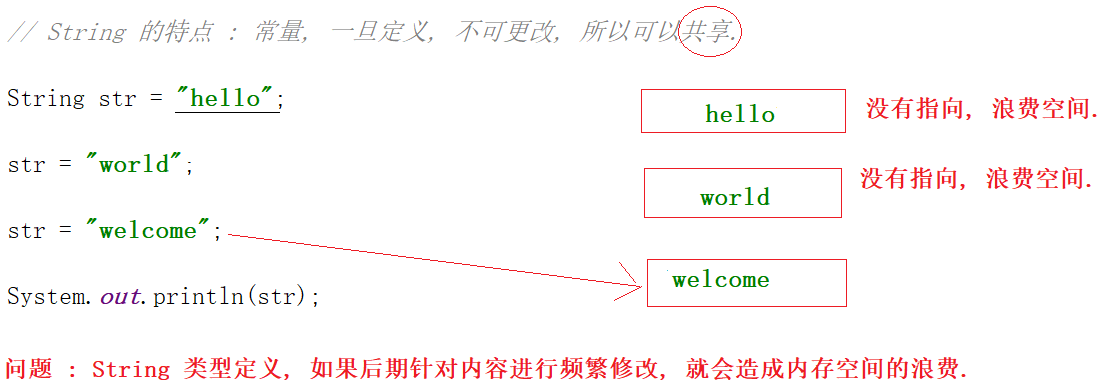 // String 的特点 : 常量, 一旦定义, 不可更改, 所以可以共享.
String str = "hello";
hello
没有指向, 浪费空间.
str = "world";
world
没有指向, 浪费空间.
str = "welcome";
welcome
System.out.println(str);
问题 : String 类型定义, 如果后期针对内容进行频繁修改, 就会造成内存空间的浪费.